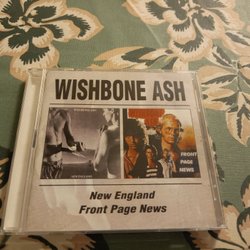 WISHBONE ASH
FRONT
PAGE
NEWS
New England
Front Page News